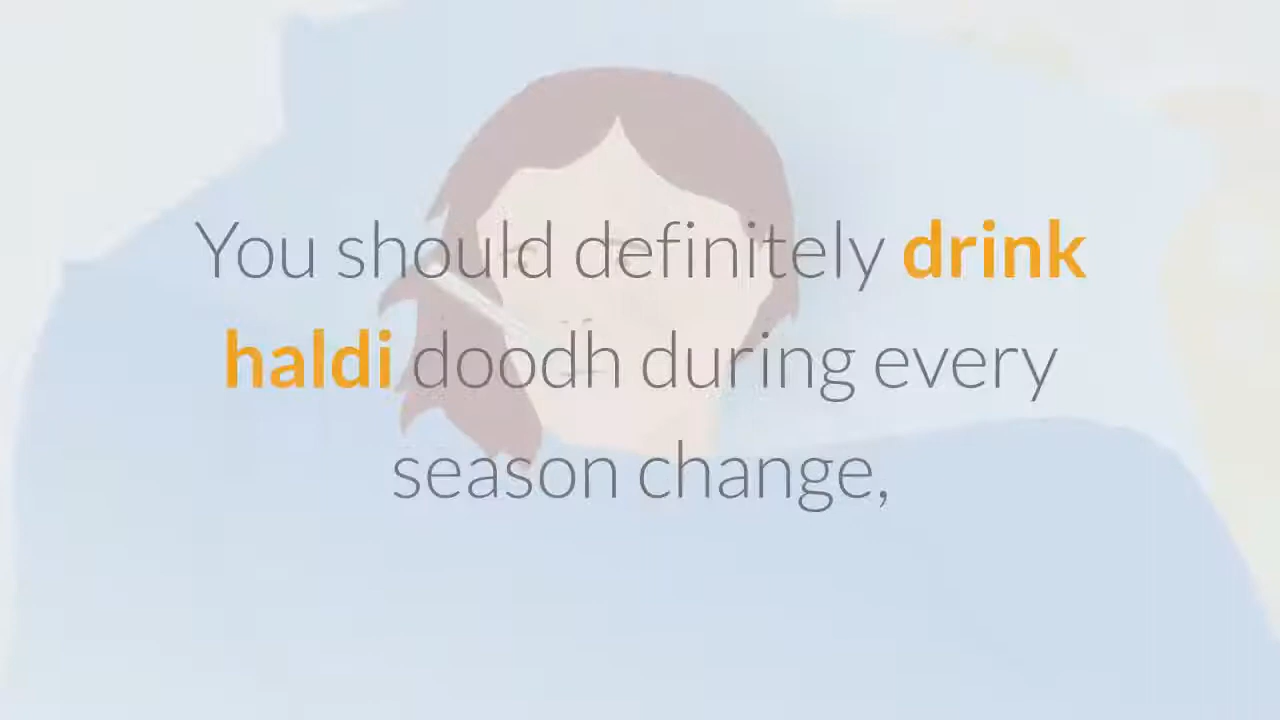 You should definitely drink
haldi doodh during every
season change,